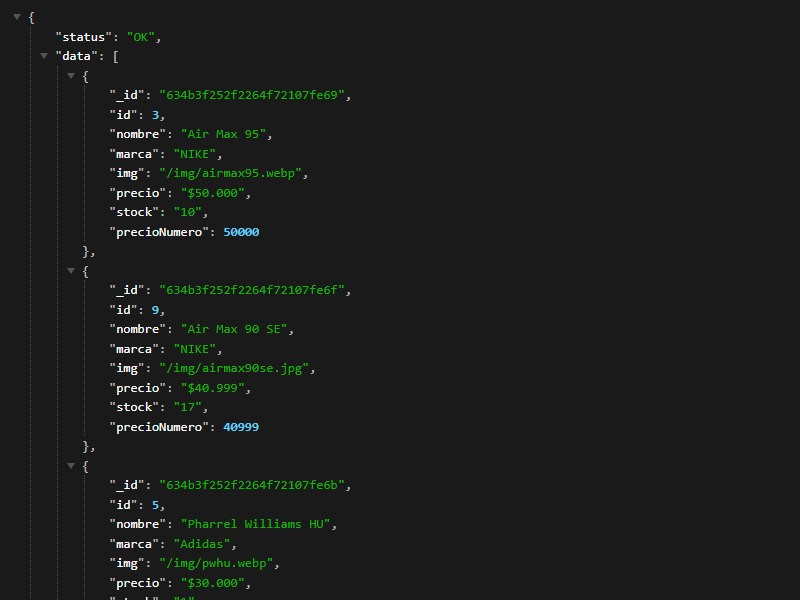 {
"status": "OK",
"data": [
{
"_id": "634b3f252f2264f72107fe69",
"id": 3,
"nombre": "Air Max 95",
"marca": "NIKE",
"img": "/img/airmax95.webp",
"precio": "$50.000",
"stock": "10",
"precioNumero": 50000
},
{
"_id": "634b3f252f2264f72107fe6f",
"id": 9,
"nombre": "Air Max 90 SE",
"marca": "NIKE",
"img": "/img/airmax90se.jpg",
"precio": "$40.999",
"stock": "17",
"precioNumero": 40999
},
{
"_id": "634b3f252f2264f72107fe6b",
"id": 5,
"nombre": "Pharrel Williams HU",
"marca": "Adidas",
"img": "/img/pwhu.webp",
"precio": "$30.000",